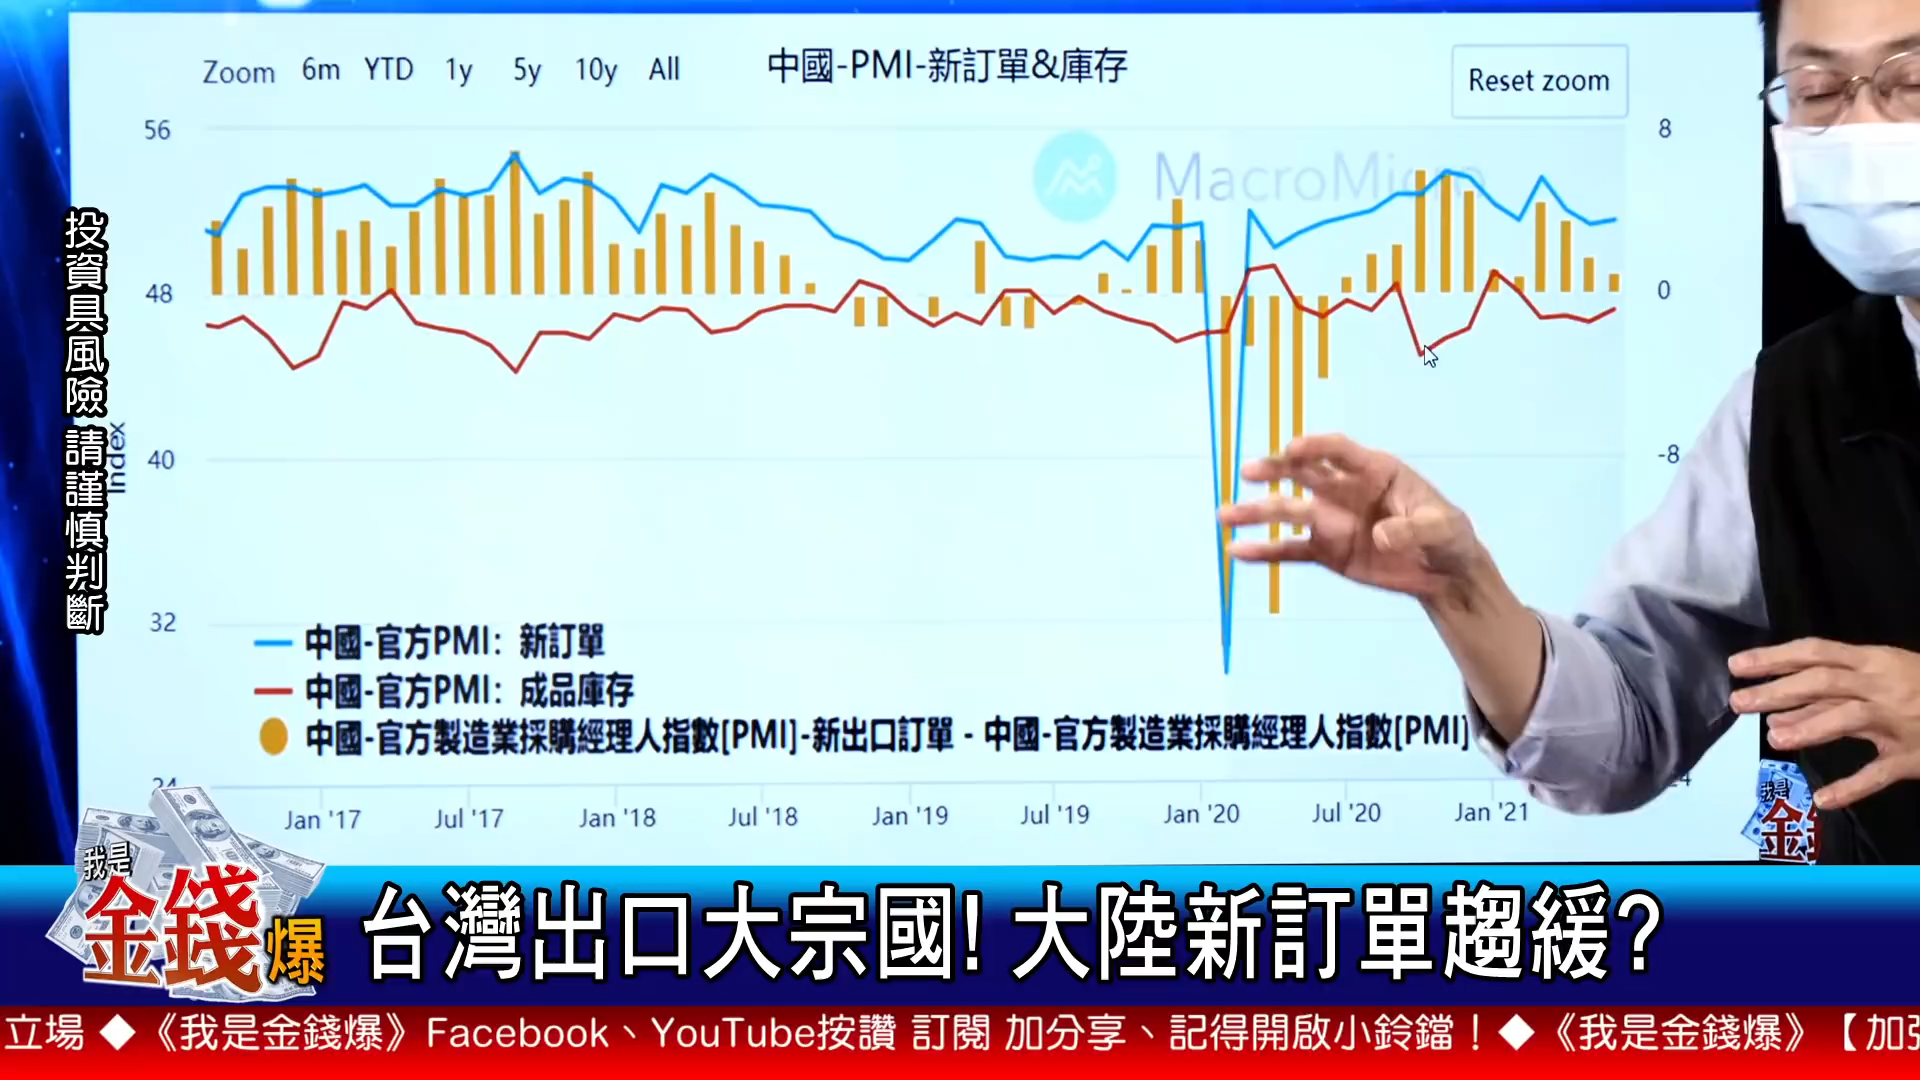 Zoom 6m YTD 1y 5y 10y All
中國-PMI-新訂單&庫存
Reset zoom
MacroMicro
56
48
40
32
24
8
0
-8
Index
投資具風險 請謹慎判斷
中國-官方PMI：新訂單
中國-官方PMI：成品庫存
中國-官方製造業採購經理人指數[PMI]-新出口訂單 - 中國-官方製造業採購經理人指數[PMI]
Jan '17 Jul '17 Jan '18 Jul '18 Jan '19 Jul '19 Jan '20 Jul '20 Jan '21
我是
金錢爆
台灣出口大宗國! 大陸新訂單趨緩?
立場 ◆《我是金錢爆》Facebook、YouTube按讚 訂閱 加分享、記得開啟小鈴鐺！◆《我是金錢爆》【加